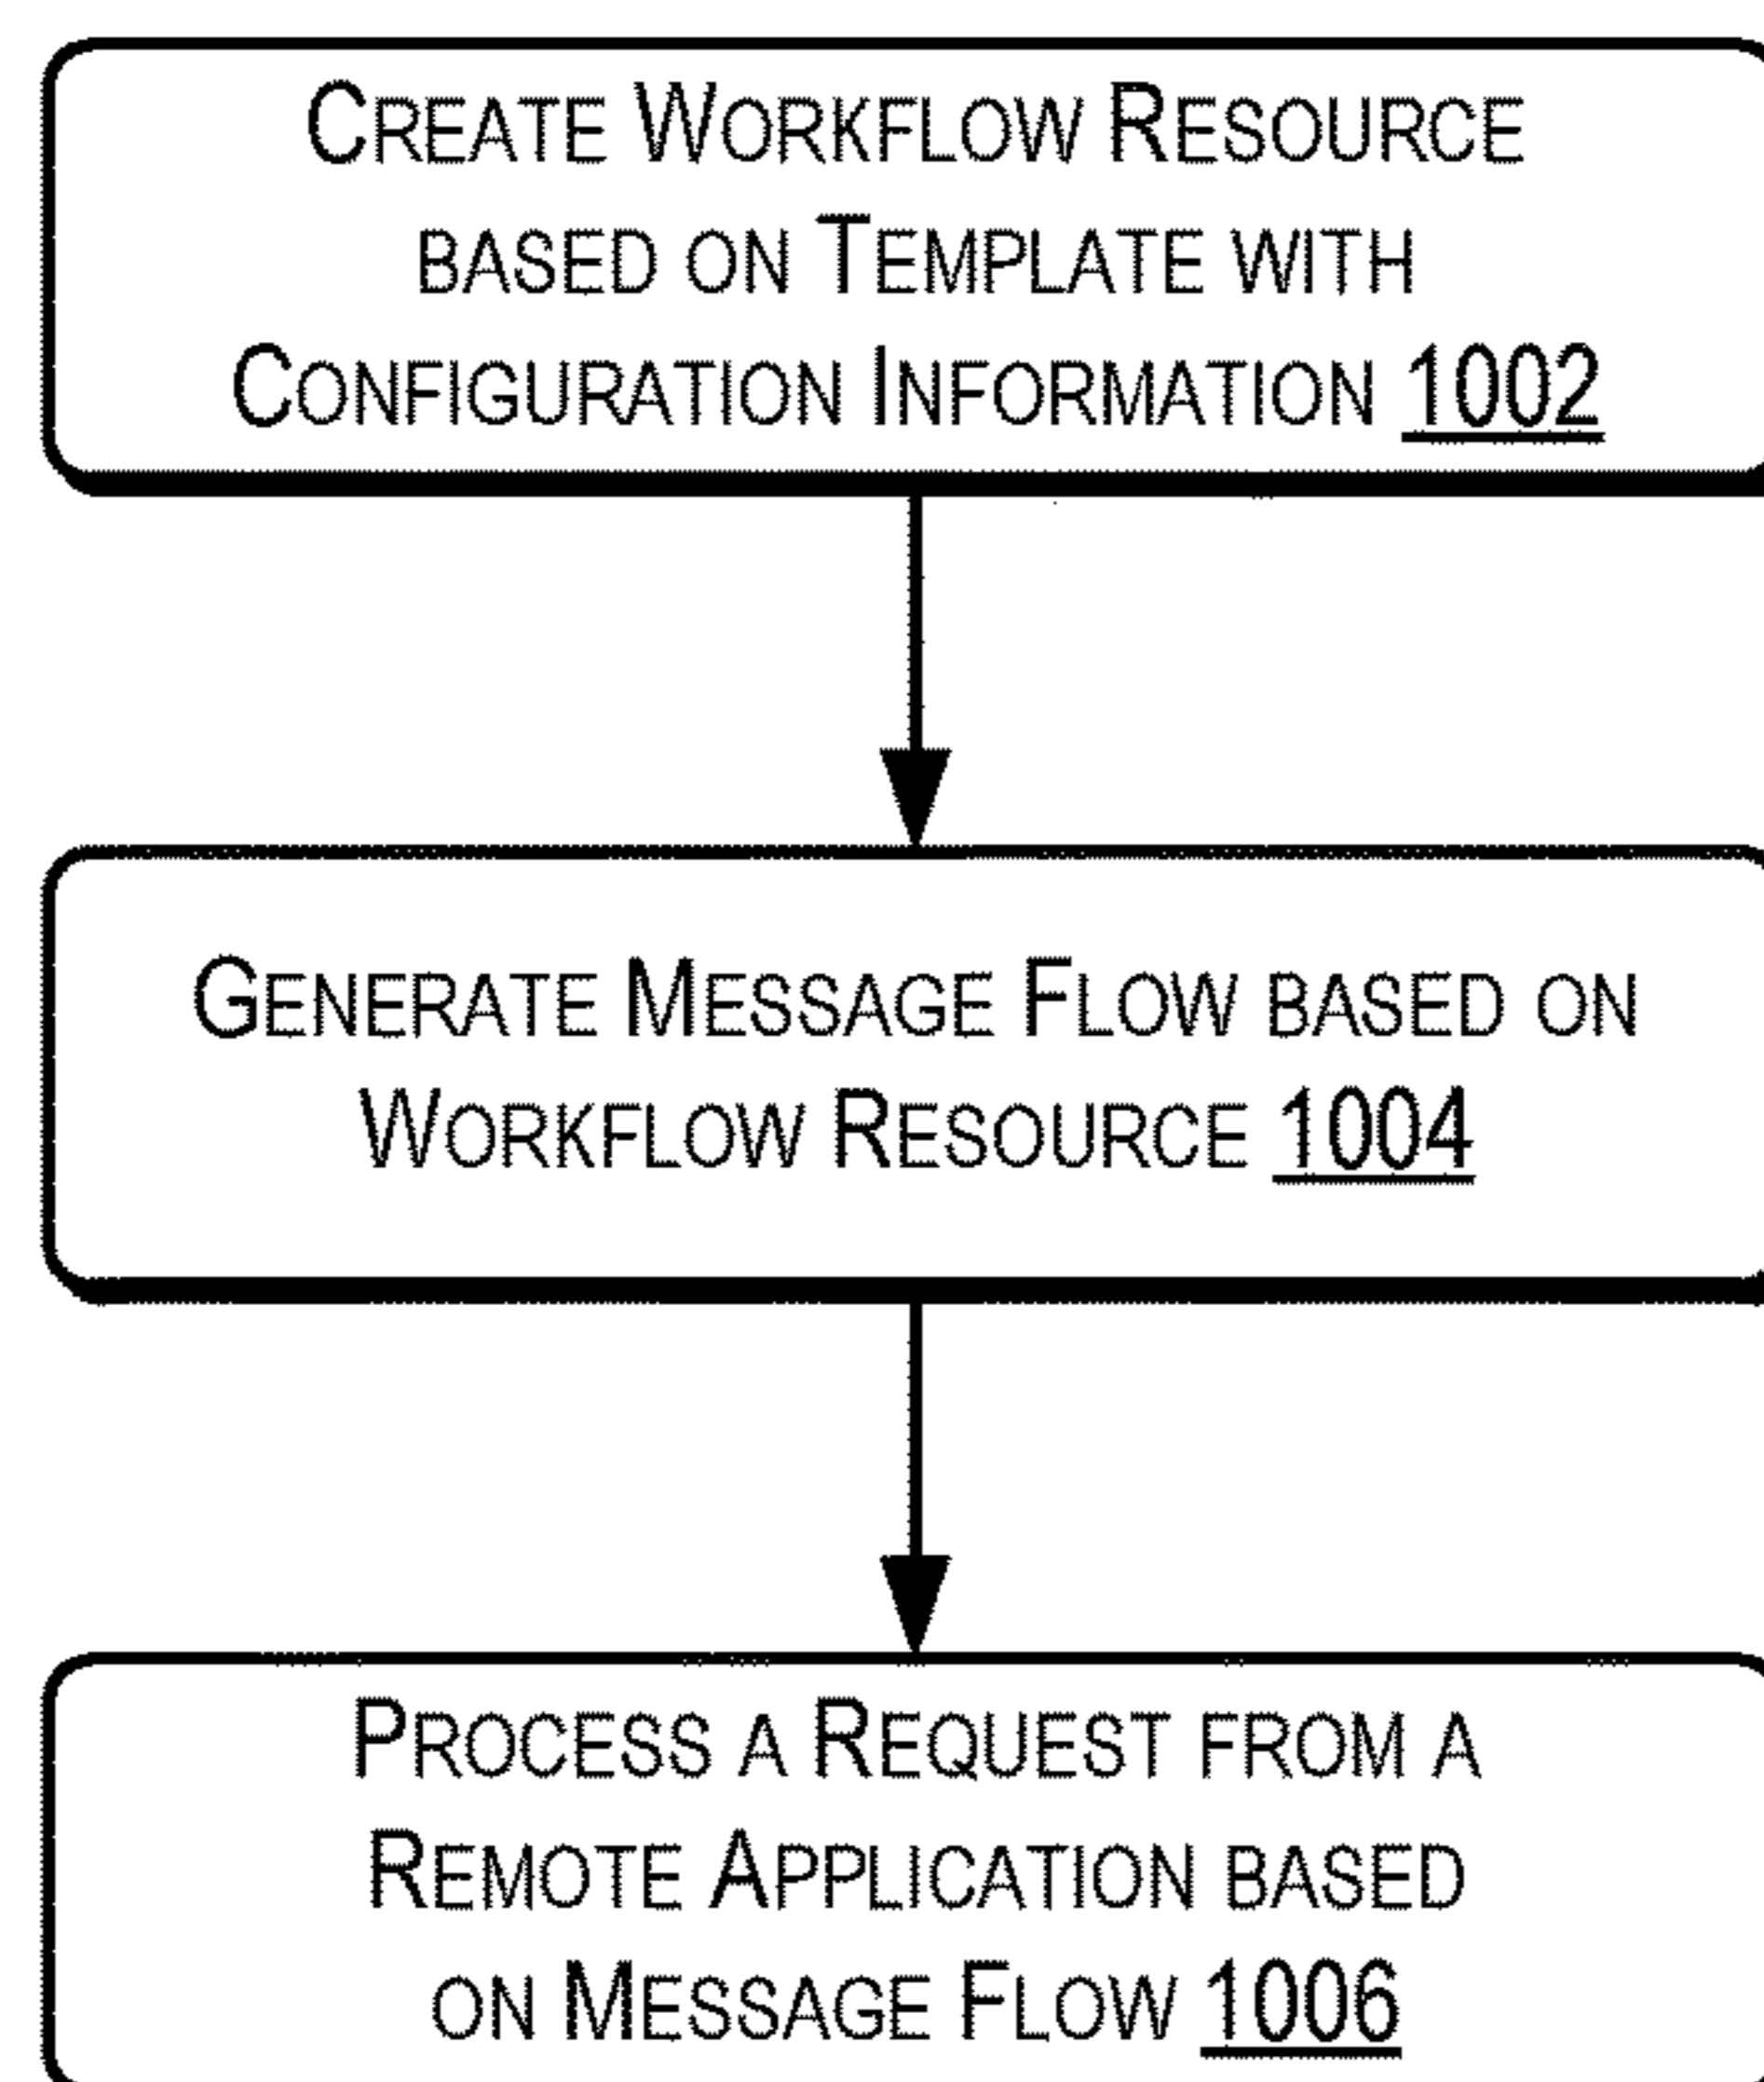 Create Workflow Resource
based on Template with
Configuration Information 1002
Generate Message Flow based on
Workflow Resource 1004
Process a Request from a
Remote Application based
on Message Flow 1006